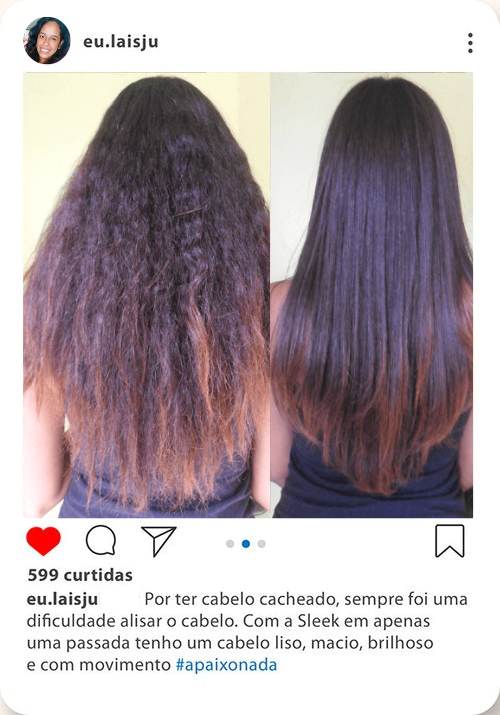 eu.laisju
599 curtidas
eu.laisju Por ter cabelo cacheado, sempre foi uma
dificuldade alisar o cabelo. Com a Sleek em apenas
uma passada tenho um cabelo liso, macio, brilhoso
e com movimento #apaixonada